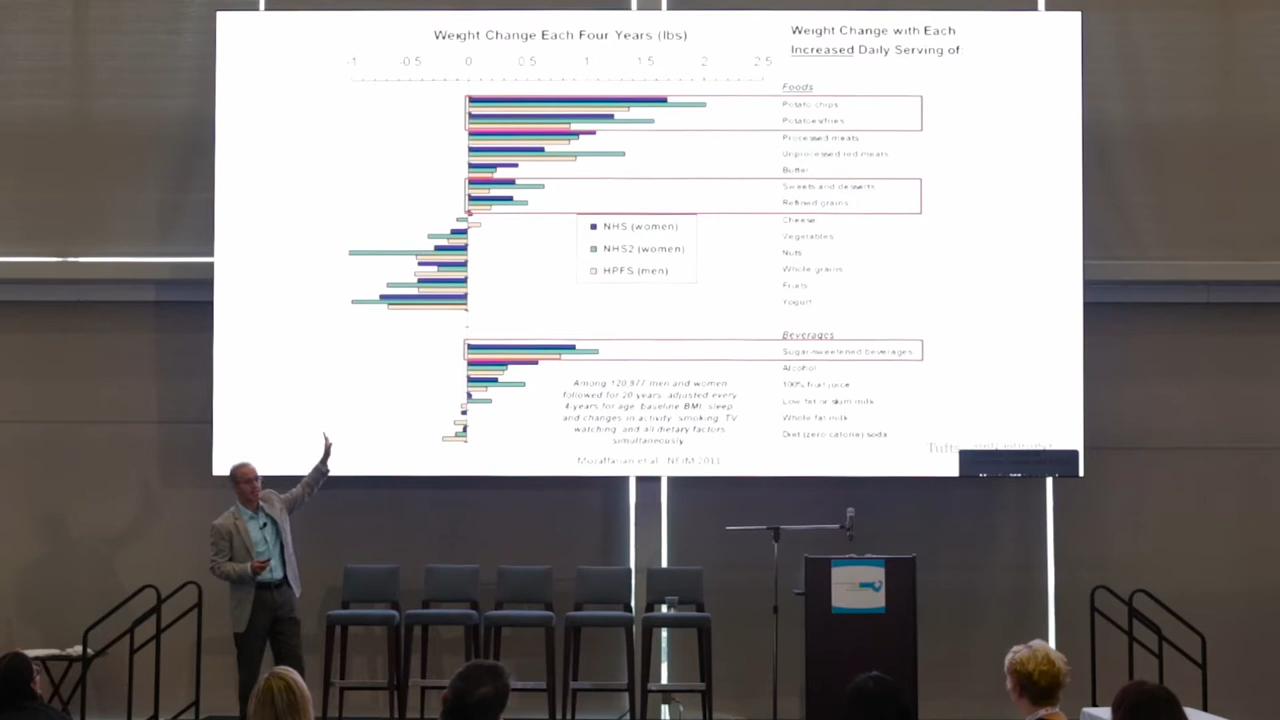 Weight Change Each Four Years (lbs)
-1 -0.5 0 0.5 1 1.5 2 2.5
Weight Change with Each
Increased Daily Serving of:
Foods
Potato chips
Potatoes/fries
Processed meats
Unprocessed red meats
Butter
Sweets and desserts
Refined grains
Cheese
Vegetables
Nuts
Whole grains
Fruits
Yogurt
NHS (women)
NHS2 (women)
HPFS (men)
Beverages
Sugar-sweetened beverages
Alcohol
100% fruit juice
Low fat or skim milk
Whole fat milk
Diet (zero calorie) soda
Among 120,877 men and women
followed for 20 years, adjusted every
4-years for age, baseline BMI, sleep
and changes in activity, smoking, TV
watching, and all dietary factors
simultaneously
Mozaffarian et al. NEJM 2011
Tufts